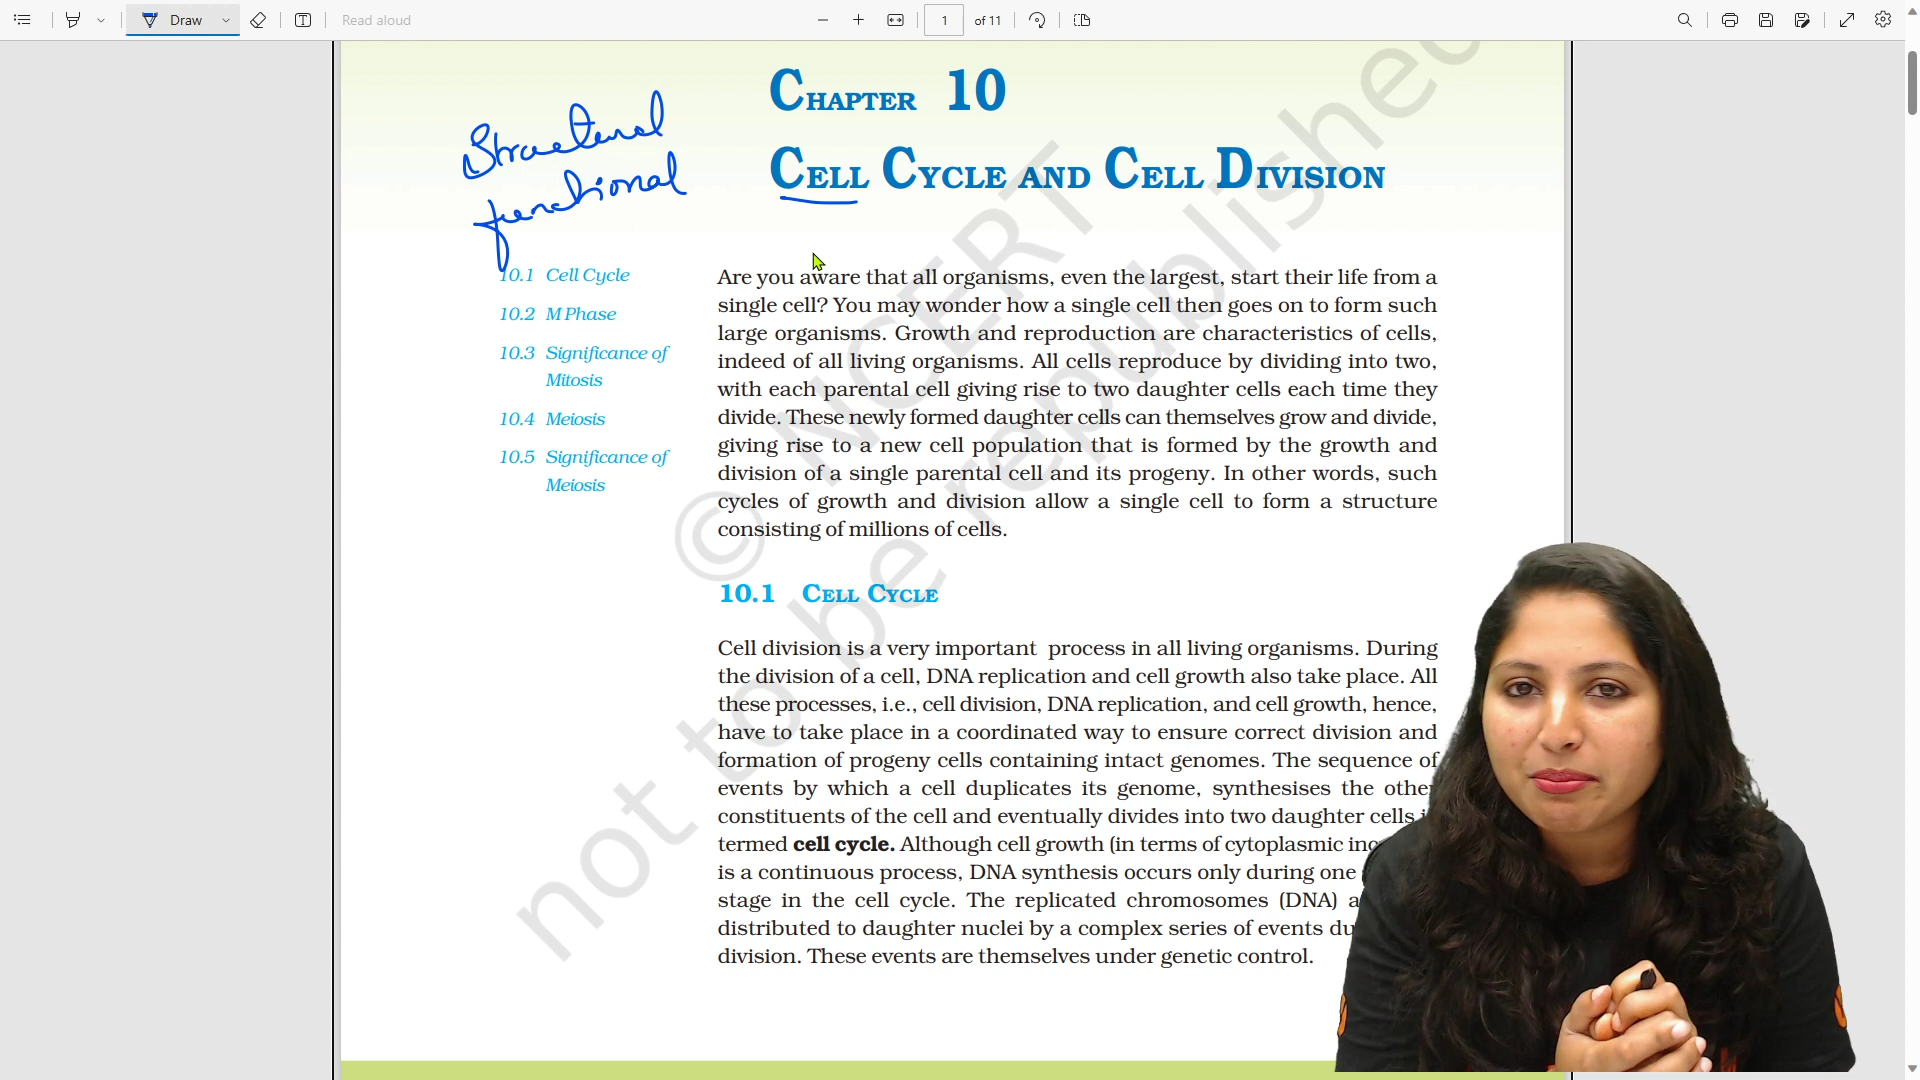 Draw
Read aloud
1 of 11
CHAPTER 10
CELL CYCLE AND CELL DIVISION
Structural
functional
10.1 Cell Cycle
10.2 M Phase
10.3 Significance of
Mitosis
10.4 Meiosis
10.5 Significance of
Meiosis
Are you aware that all organisms, even the largest, start their life from a
single cell? You may wonder how a single cell then goes on to form such
large organisms. Growth and reproduction are characteristics of cells,
indeed of all living organisms. All cells reproduce by dividing into two,
with each parental cell giving rise to two daughter cells each time they
divide. These newly formed daughter cells can themselves grow and divide,
giving rise to a new cell population that is formed by the growth and
division of a single parental cell and its progeny. In other words, such
cycles of growth and division allow a single cell to form a structure
consisting of millions of cells.
10.1 CELL CYCLE
Cell division is a very important process in all living organisms. During
the division of a cell, DNA replication and cell growth also take place. All
these processes, i.e., cell division, DNA replication, and cell growth, hence,
have to take place in a coordinated way to ensure correct division and
formation of progeny cells containing intact genomes. The sequence of
events by which a cell duplicates its genome, synthesises the other
constituents of the cell and eventually divides into two daughter cells
termed cell cycle. Although cell growth (in terms of cytoplasmic
is a continuous process, DNA synthesis occurs only during one
stage in the cell cycle. The replicated chromosomes (DNA)
distributed to daughter nuclei by a complex series of events
division. These events are themselves under genetic control.
© NCERT
not to be republished